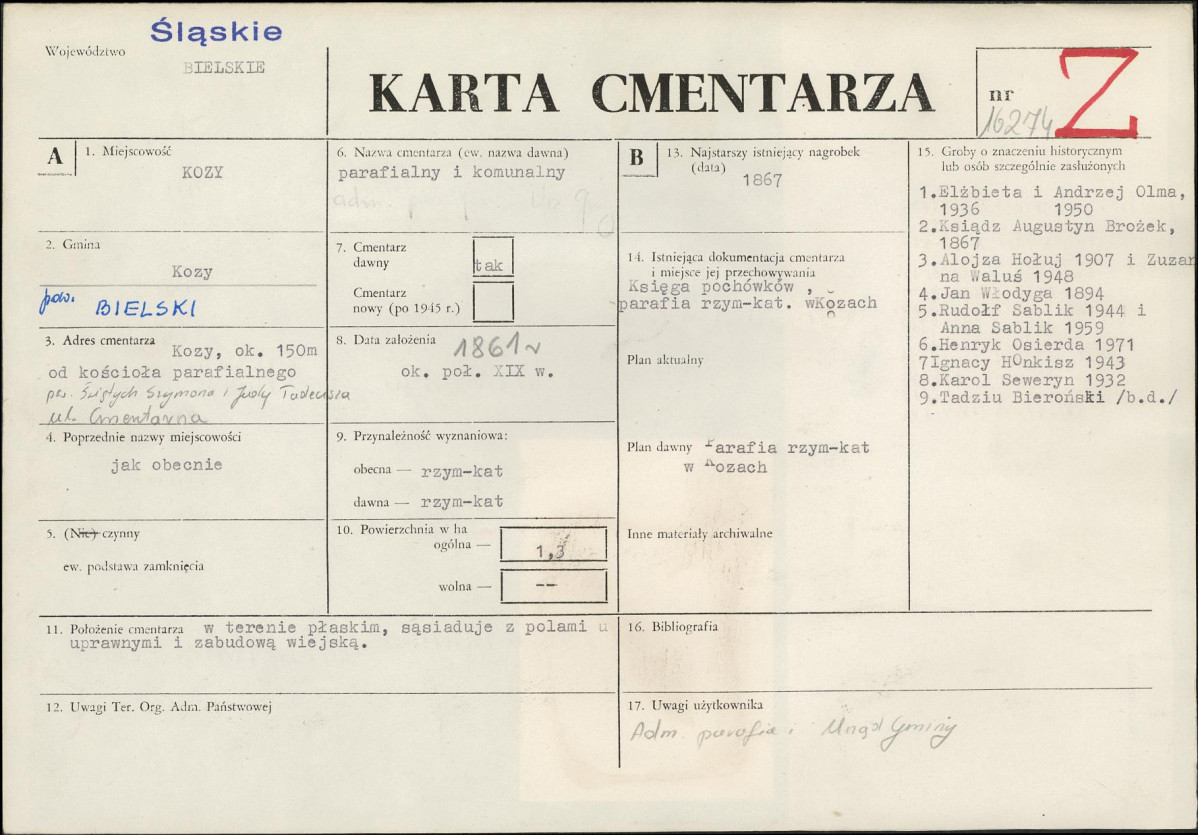 Śląskie
Województwo
BIELSKIE
KARTA CMENTARZA
nr
16274
Z
A
1. Miejscowość
KOZY
2. Gmina
Kozy
pow. BIELSKI
3. Adres cmentarza Kozy, ok. 150m
od kościoła parafialnego
par. Świętych Szymona i Judy Tadeusza
ul. Cmentarna
4. Poprzednie nazwy miejscowości
jak obecnie
5. (Nie) czynny
ew. podstawa zamknięcia
6. Nazwa cmentarza (ew. nazwa dawna)
parafialny i komunalny
adm.
7. Cmentarz
dawny
tak
Cmentarz
nowy (po 1945 r.)
8. Data założenia 1861
ok. poł. XIX w.
9. Przynależność wyznaniowa:
obecna — rzym-kat
dawna — rzym-kat
10. Powierzchnia w ha
ogólna — 1,3
wolna — --
11. Położenie cmentarza w terenie płaskim, sąsiaduje z polami u
uprawnymi i zabudową wiejską.
12. Uwagi Ter. Org. Adm. Państwowej
B
13. Najstarszy istniejący nagrobek
(data)
1867
14. Istniejąca dokumentacja cmentarza
i miejsce jej przechowywania
Księga pochówków ,
parafia rzym-kat. wKozach
Plan aktualny
Plan dawny Parafia rzym-kat
w Kozach
Inne materiały archiwalne
15. Groby o znaczeniu historycznym
lub osób szczególnie zasłużonych
1.Elżbieta i Andrzej Olma,
1936 1950
2.Ksiądz Augustyn Brożek,
1867
3.Alojza Hołuj 1907 i Zuzan
na Waluś 1948
4.Jan Włodyga 1894
5.Rudolf Sablik 1944 i
Anna Sablik 1959
6.Henryk Osierda 1971
7Ignacy HOnkisz 1943
8.Karol Seweryn 1932
9.Tadziu Bieroński /b.d./
16. Bibliografia
17. Uwagi użytkownika
Adm. parafia i Urząd Gminy